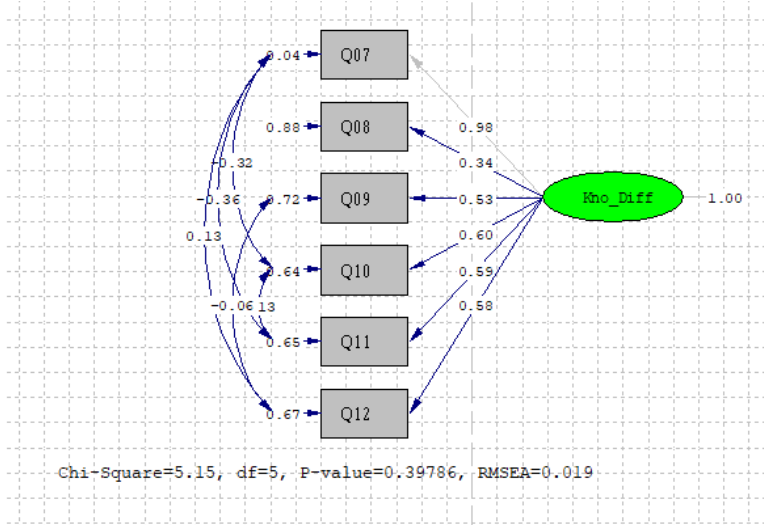 0.04 Q07
0.88 Q08 0.98
-0.32 0.34
-0.36 0.72 Q09 0.53 Kno_Diff 1.00
0.13 0.60
0.64 Q10 0.59
-0.06 13 0.58
0.65 Q11
0.67 Q12
Chi-Square=5.15, df=5, P-value=0.39786, RMSEA=0.019